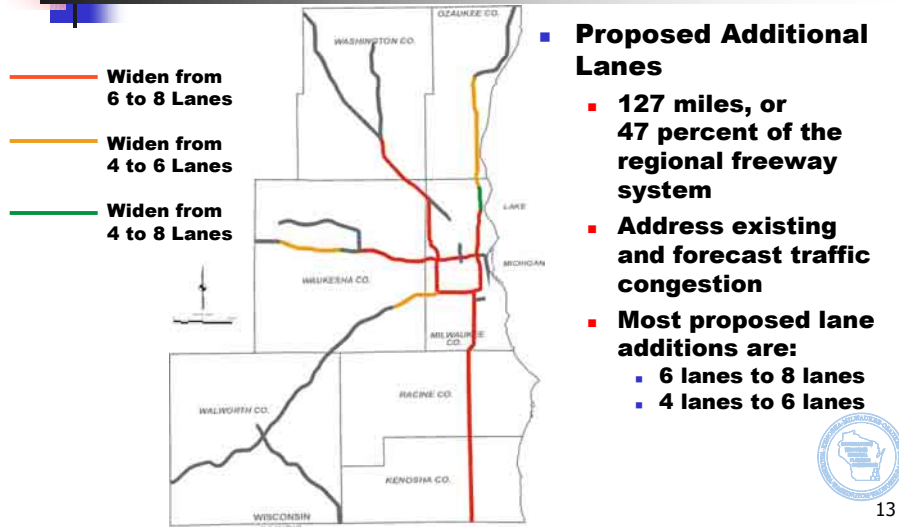 Widen from
6 to 8 Lanes
Widen from
4 to 6 Lanes
Widen from
4 to 8 Lanes
OZAUKEE CO.
WASHINGTON CO.
LAKE
MICHIGAN
WAUKESHA CO.
MILWAUKEE
CO.
RACINE CO.
WALWORTH CO.
KENOSHA CO.
WISCONSIN
Proposed Additional
Lanes
127 miles, or
47 percent of the
regional freeway
system
Address existing
and forecast traffic
congestion
Most proposed lane
additions are:
6 lanes to 8 lanes
4 lanes to 6 lanes
13